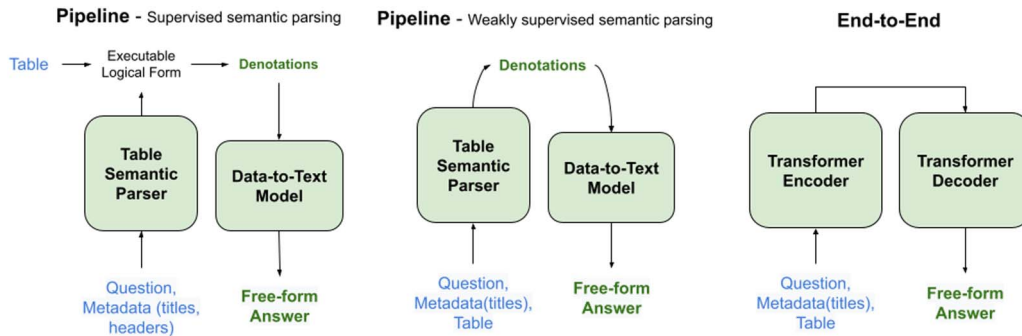 Pipeline - Supervised semantic parsing
Table
Executable
Logical Form
Denotations
Table
Semantic
Parser
Data-to-Text
Model
Question,
Metadata (titles,
headers)
Free-form
Answer
Pipeline - Weakly supervised semantic parsing
Denotations
Table
Semantic
Parser
Data-to-Text
Model
Question,
Metadata(titles),
Table
Free-form
Answer
End-to-End
Transformer
Encoder
Transformer
Decoder
Question,
Metadata(titles),
Table
Free-form
Answer